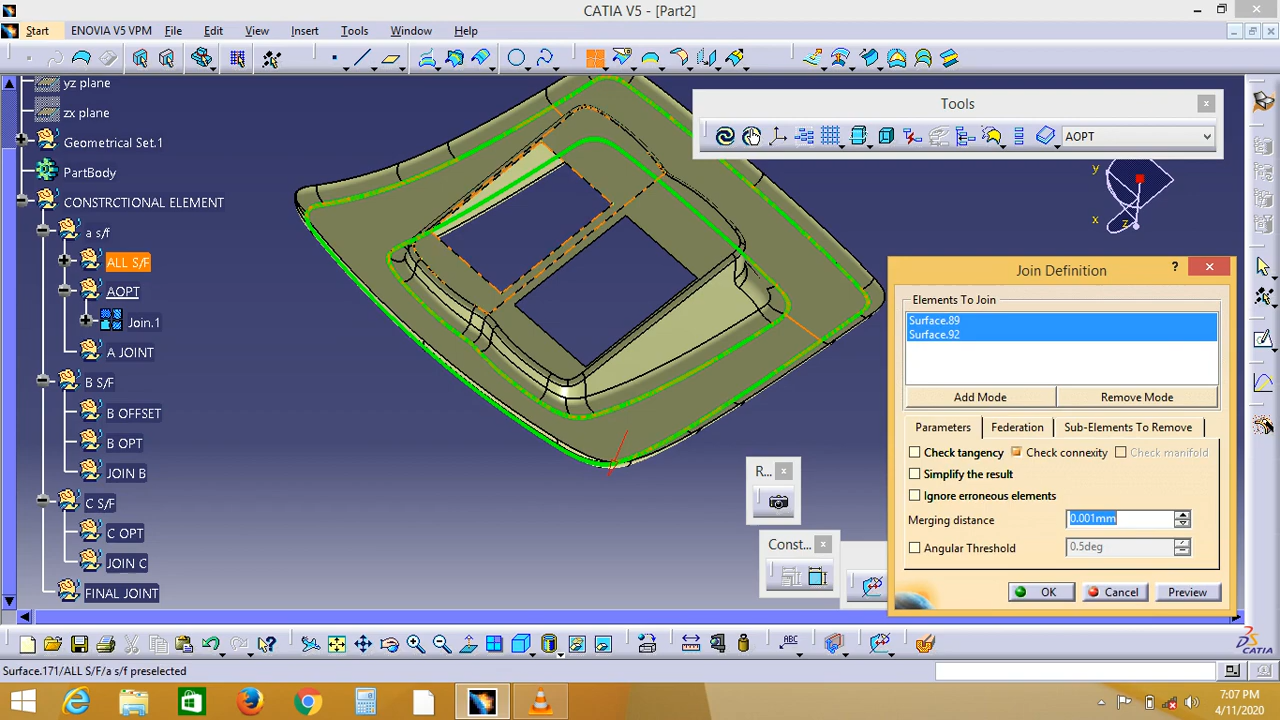 CATIA V5 - [Part2]
Start ENOVIA V5 VPM File Edit View Insert Tools Window Help
yz plane
zx plane
Geometrical Set.1
PartBody
CONSTRCTIONAL ELEMENT
a s/f
ALL S/F
AOPT
Join.1
A JOINT
B S/F
B OFFSET
B OPT
JOIN B
C S/F
C OPT
JOIN C
FINAL JOINT
Tools
AOPT
y
x
z
Join Definition
Elements To Join
Surface.89
Surface.92
Add Mode Remove Mode
Parameters Federation Sub-Elements To Remove
Check tangency Check connexity Check manifold
Simplify the result
Ignore erroneous elements
Merging distance 0.001mm
Angular Threshold 0.5deg
OK Cancel Preview
R...
Const...
ABC
CATIA
Surface.171/ALL S/F/a s/f preselected
7:07 PM
4/11/2020